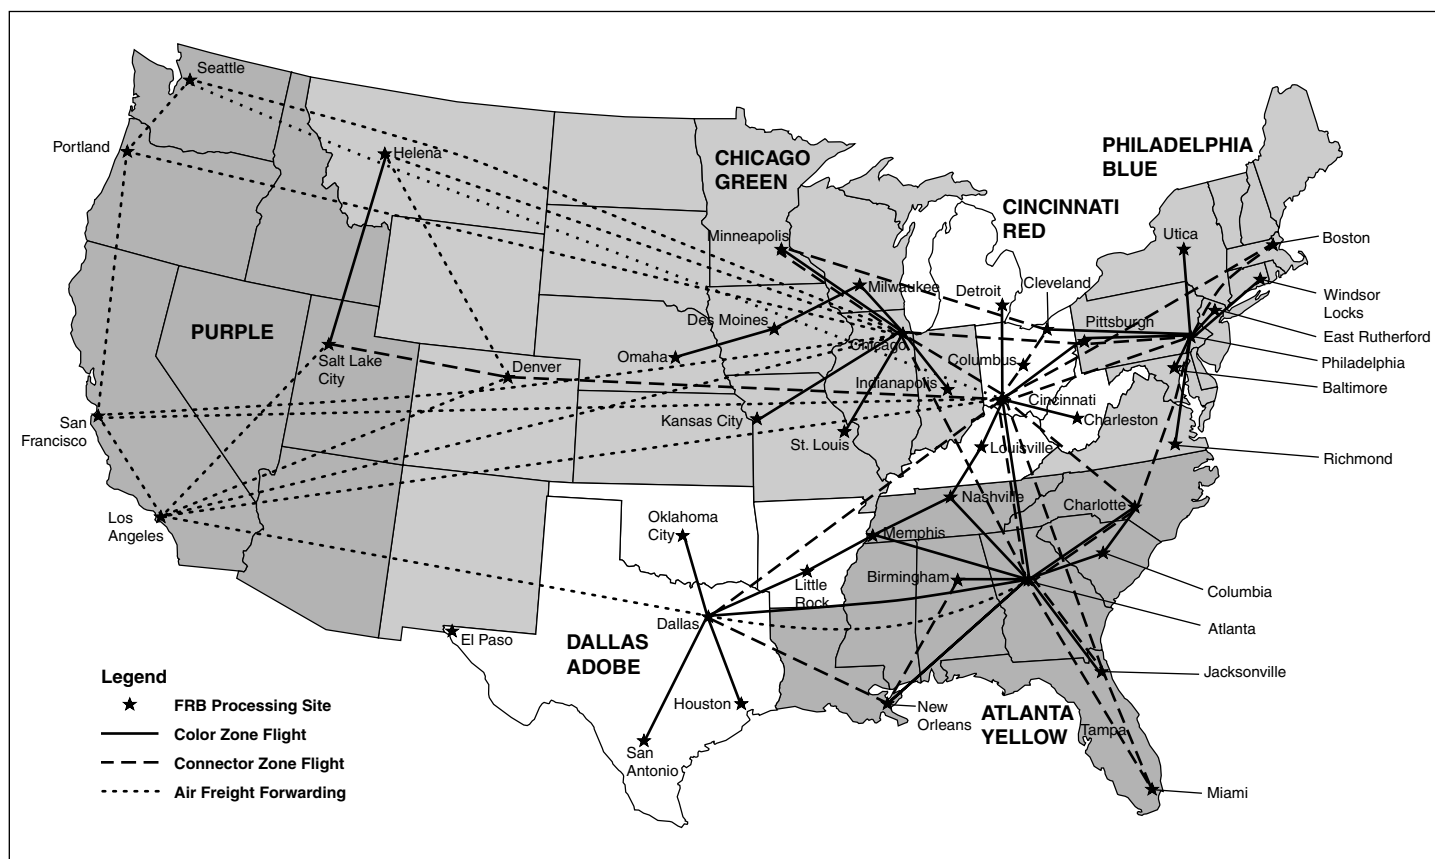 Seattle
Portland
Helena
CHICAGO
GREEN
PHILADELPHIA
BLUE
CINCINNATI
RED
Minneapolis
Utica
Boston
Milwaukee
Detroit
Cleveland
Windsor
Locks
PURPLE
Des Moines
Pittsburgh
East Rutherford
Chicago
Omaha
Columbus
Philadelphia
Salt Lake
City
Denver
Indianapolis
Baltimore
Cincinnati
San
Francisco
Kansas City
Charleston
St. Louis
Louisville
Richmond
Los
Angeles
Oklahoma
City
Nashville
Charlotte
Memphis
Birmingham
Little
Rock
Columbia
Dallas
Atlanta
El Paso
DALLAS
ADOBE
Jacksonville
Legend
FRB Processing Site
Color Zone Flight
Connector Zone Flight
Air Freight Forwarding
Houston
New
Orleans
ATLANTA
YELLOW
Tampa
San
Antonio
Miami